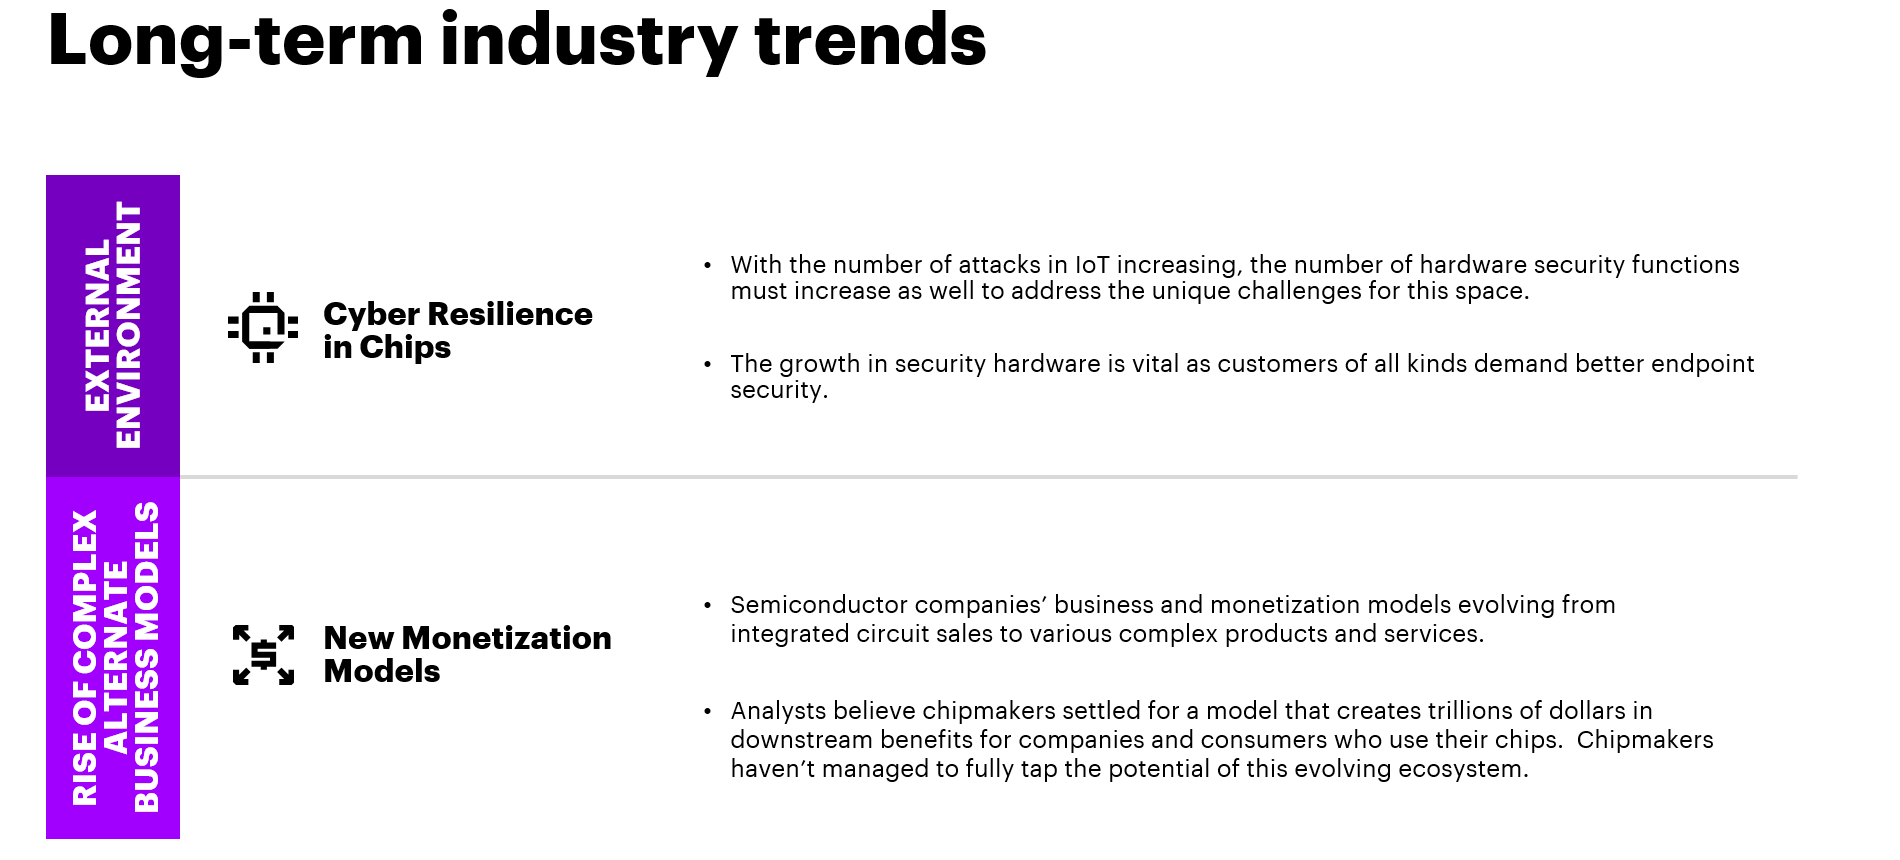 Long-term industry trends
EXTERNAL
ENVIRONMENT
Cyber Resilience
in Chips
• With the number of attacks in IoT increasing, the number of hardware security functions
must increase as well to address the unique challenges for this space.
• The growth in security hardware is vital as customers of all kinds demand better endpoint
security.
RISE OF COMPLEX
ALTERNATE
BUSINESS MODELS
$
New Monetization
Models
• Semiconductor companies’ business and monetization models evolving from
integrated circuit sales to various complex products and services.
• Analysts believe chipmakers settled for a model that creates trillions of dollars in
downstream benefits for companies and consumers who use their chips.  Chipmakers
haven’t managed to fully tap the potential of this evolving ecosystem.